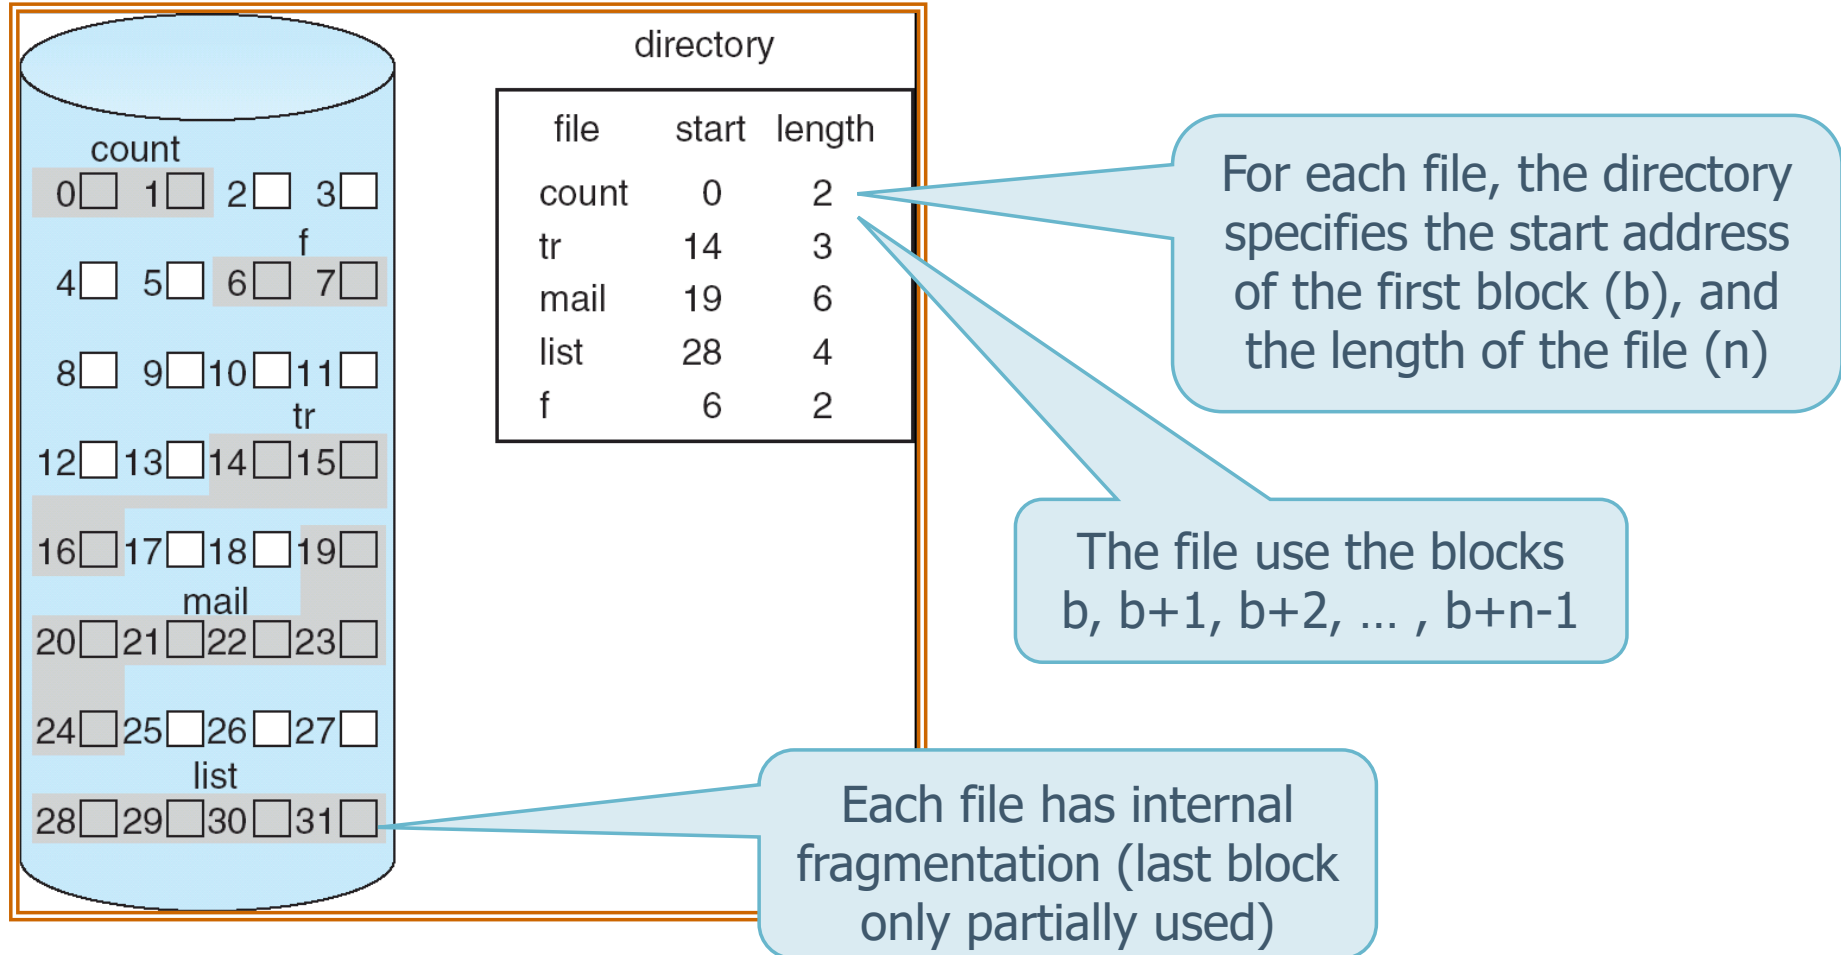 directory
file start length
count 0 2
tr 14 3
mail 19 6
list 28 4
f 6 2
count
0 1 2 3
f
4 5 6 7
8 9 10 11
tr
12 13 14 15
16 17 18 19
mail
20 21 22 23
24 25 26 27
list
28 29 30 31
For each file, the directory
specifies the start address
of the first block (b), and
the length of the file (n)
The file use the blocks
b, b+1, b+2, … , b+n-1
Each file has internal
fragmentation (last block
only partially used)